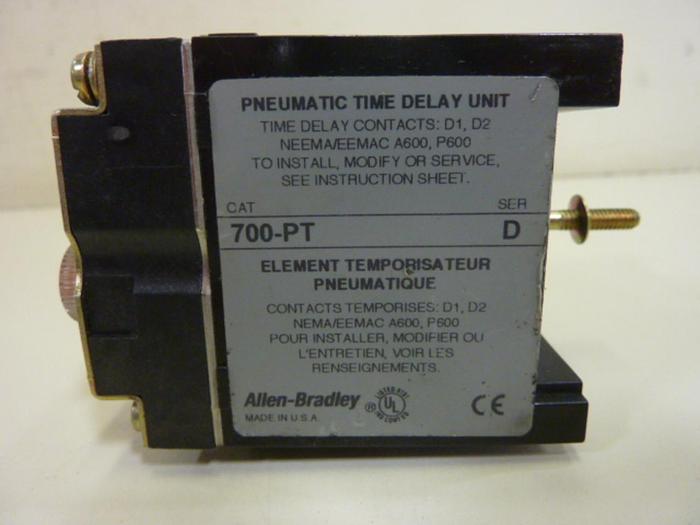 PNEUMATIC TIME DELAY UNIT
TIME DELAY CONTACTS: D1, D2
NEEMA/EEMAC A600, P600
TO INSTALL, MODIFY OR SERVICE,
SEE INSTRUCTION SHEET.
CAT SER
700-PT D
ELEMENT TEMPORISATEUR
PNEUMATIQUE
CONTACTS TEMPORISES: D1, D2
NEMA/EEMAC A600, P600
POUR INSTALLER, MODIFIER OU
L'ENTRETIEN, VOIR LES
RENSEIGNEMENTS.
Allen-Bradley ® UL CE
MADE IN U.S.A.